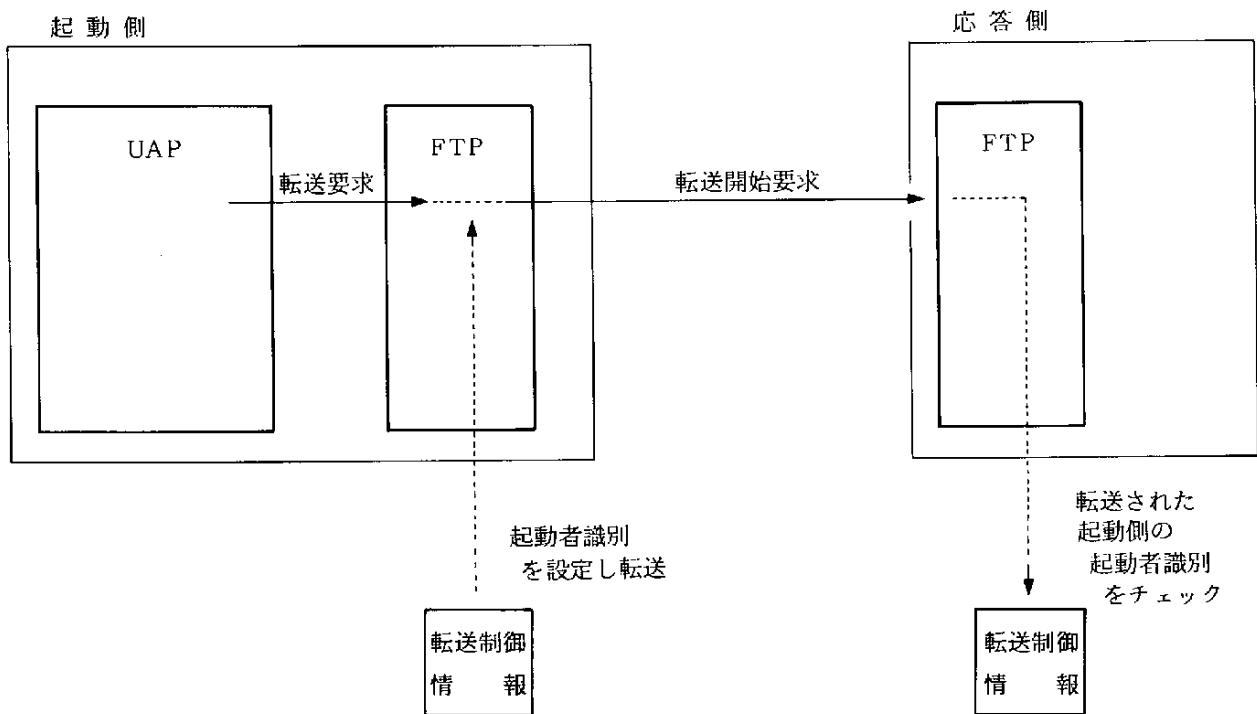 起動側
応答側
UAP
FTP
FTP
転送要求
転送開始要求
起動者識別
を設定し転送
転送された
起動側の
起動者識別
をチェック
転送制御
情報
転送制御
情報